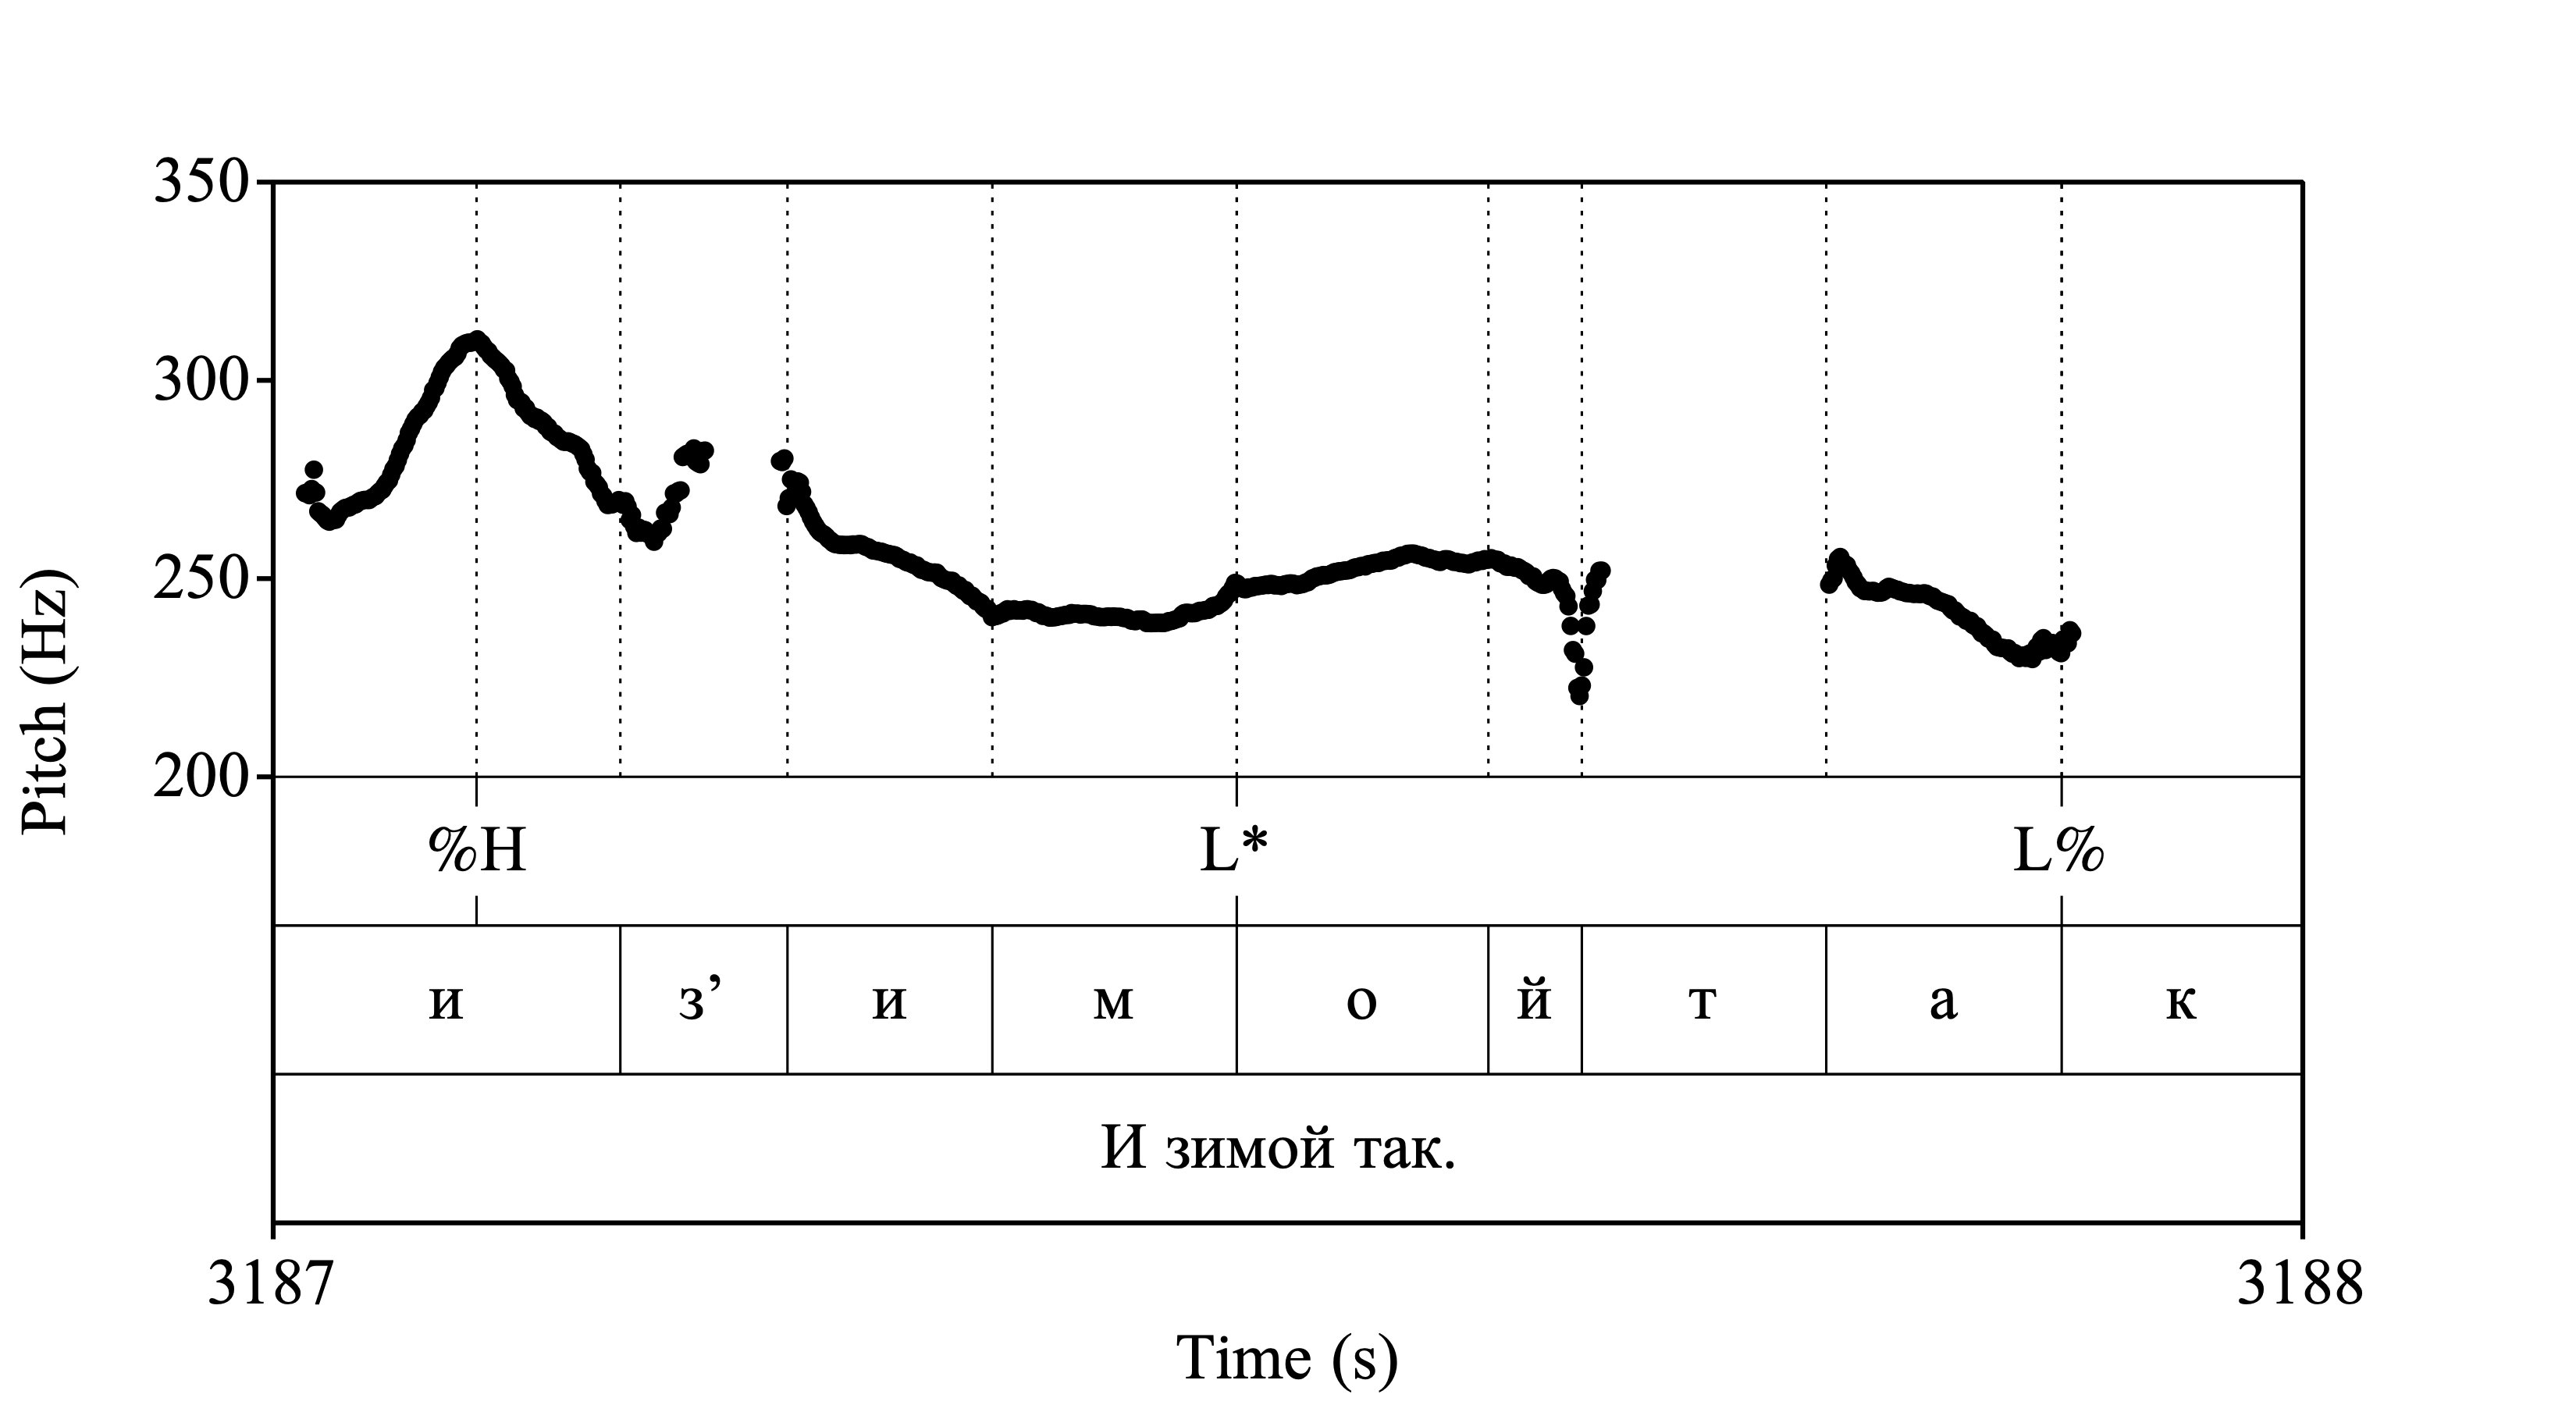 350
300
250
200
Pitch (Hz)
%H L* L%
и з’ и м о й т а к
И зимой так.
3187 3188
Time (s)